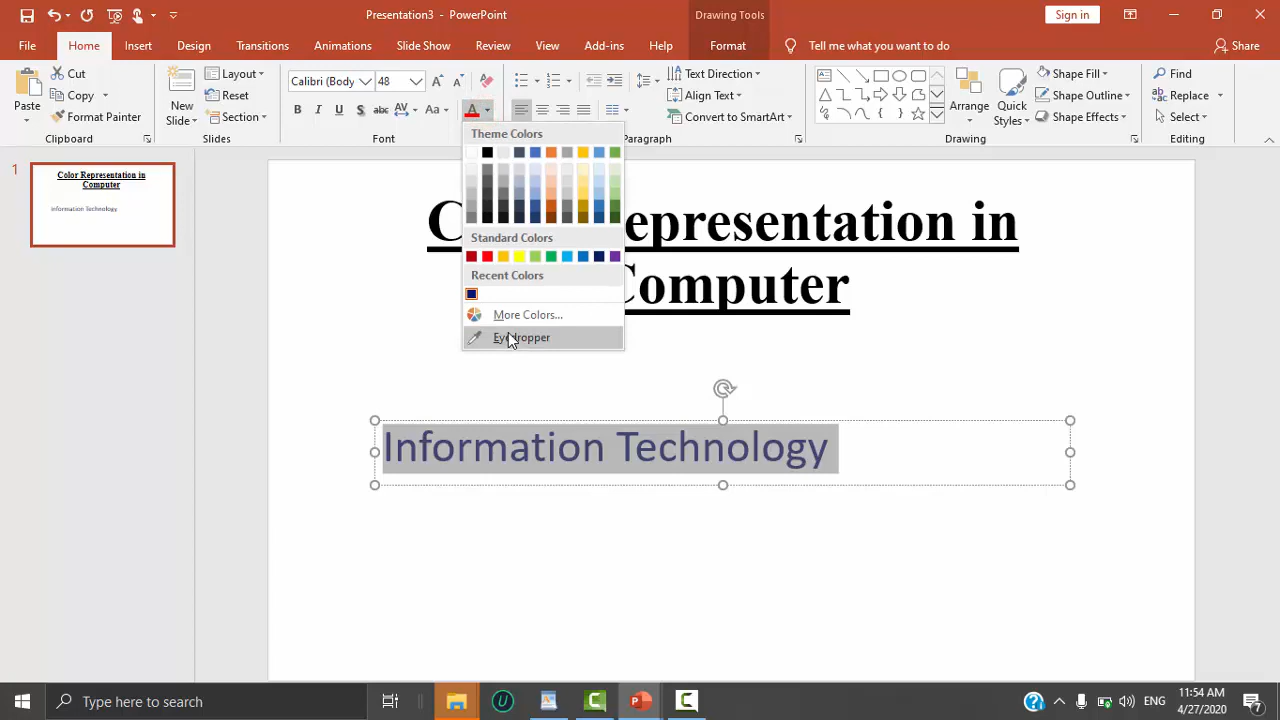 Presentation3 - PowerPoint
Drawing Tools
Sign in
File
Home
Insert
Design
Transitions
Animations
Slide Show
Review
View
Add-ins
Help
Format
Tell me what you want to do
Share
Paste
Cut
Copy
Format Painter
Clipboard
New
Slide
Layout
Reset
Section
Slides
Calibri (Body
48
Font
Text Direction
Align Text
Convert to SmartArt
Paragraph
Arrange
Quick
Styles
Shape Fill
Shape Outline
Shape Effects
Drawing
Find
Replace
Select
Editing
Theme Colors
Standard Colors
Recent Colors
More Colors...
Eyedropper
1
Color Representation in
Computer
Information Technology
C epresentation in
Computer
Information Technology
Type here to search
ENG
11:54 AM
4/27/2020
7